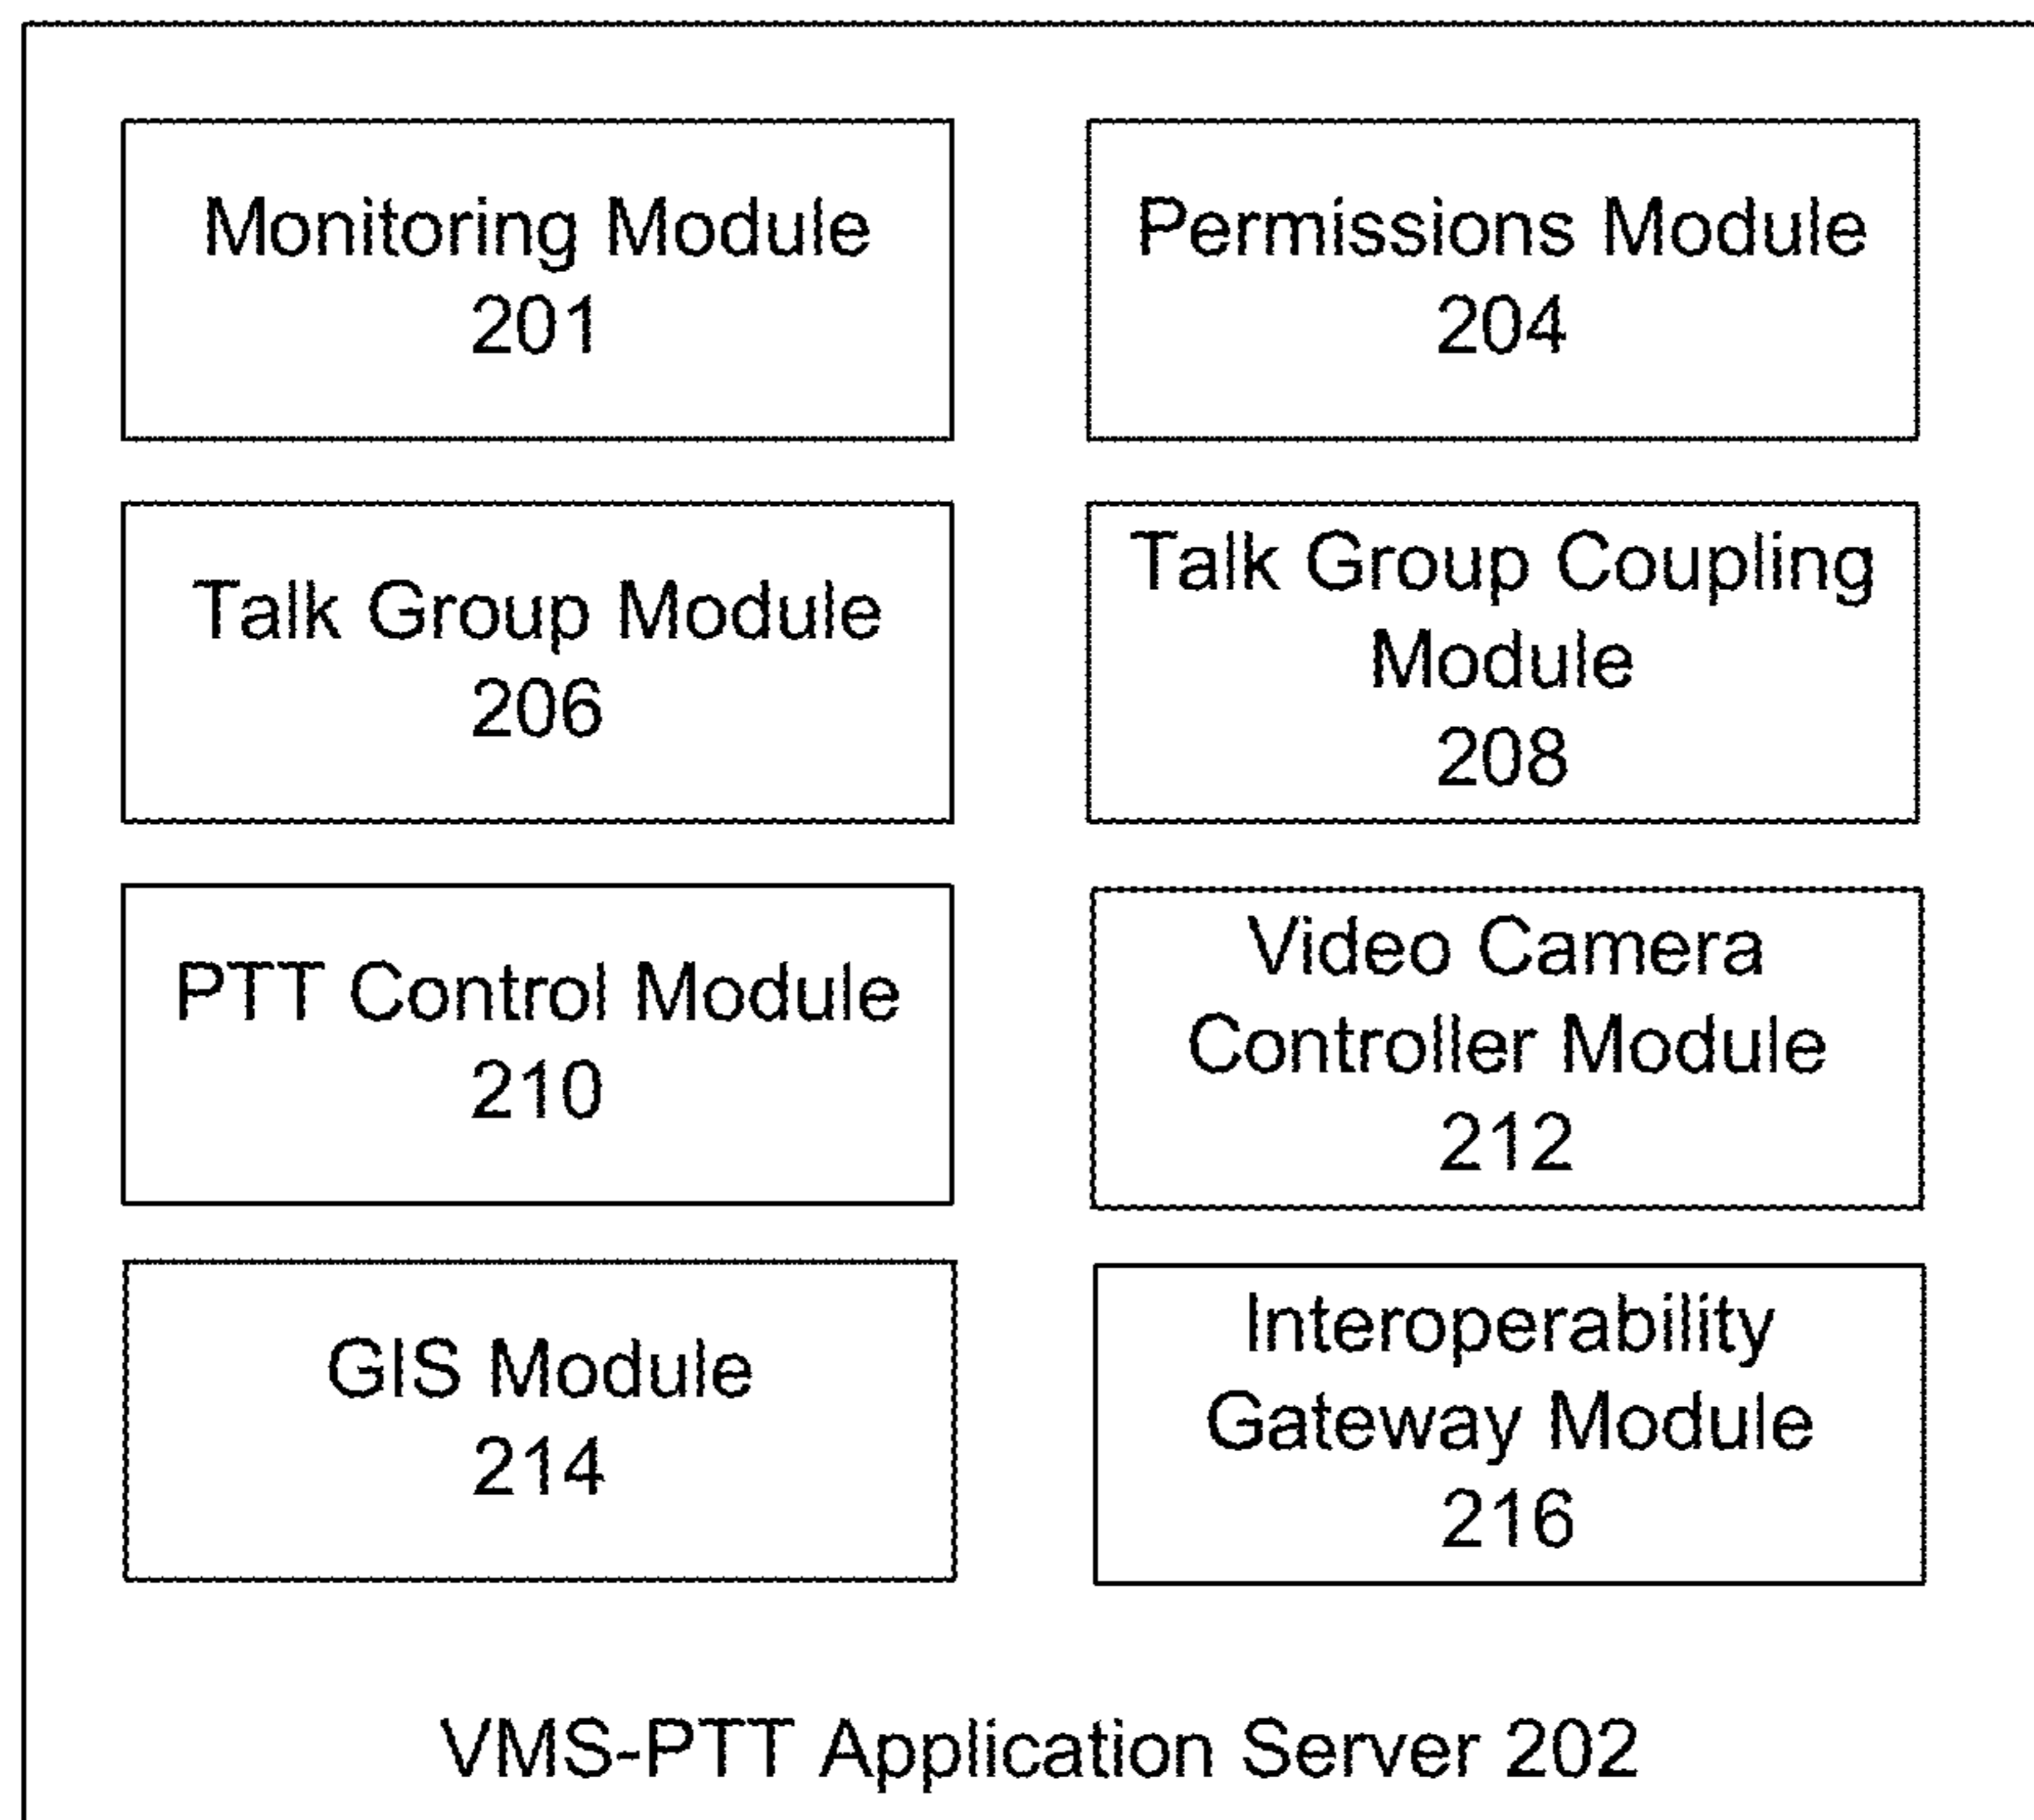 Monitoring Module
201
Permissions Module
204
Talk Group Module
206
Talk Group Coupling
Module
208
PTT Control Module
210
Video Camera
Controller Module
212
GIS Module
214
Interoperability
Gateway Module
216
VMS-PTT Application Server 202